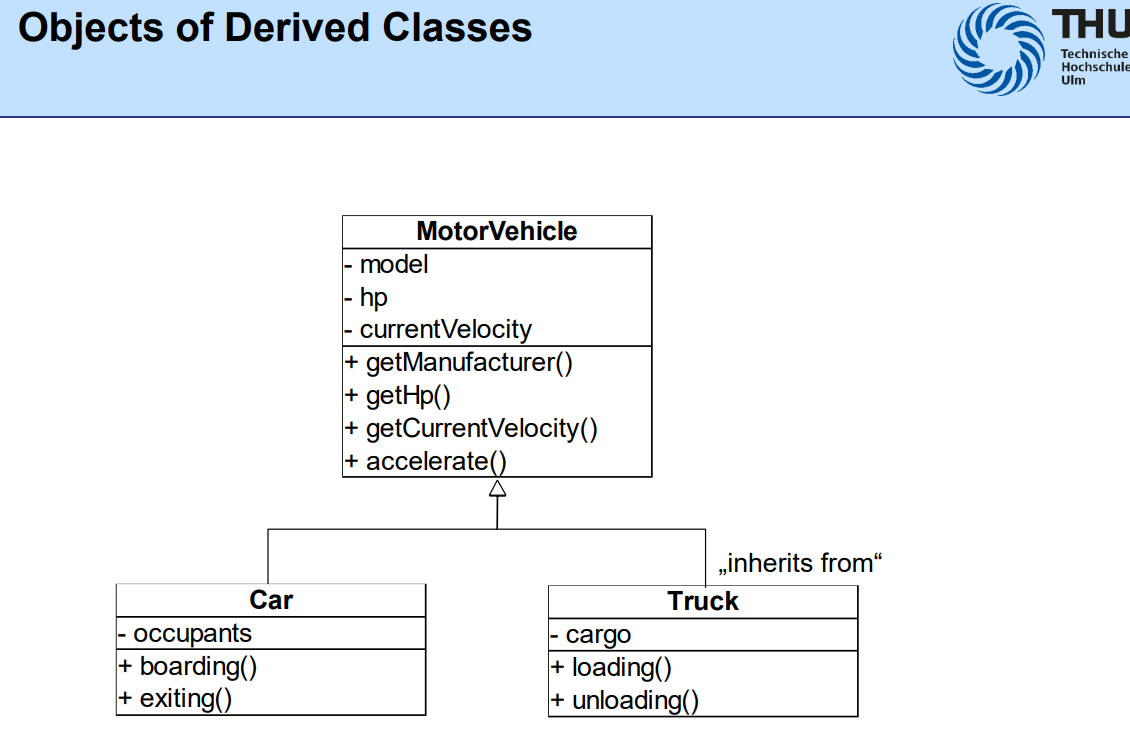 Objects of Derived Classes
THU
Technische
Hochschule
Ulm
MotorVehicle
- model
- hp
- currentVelocity
+ getManufacturer()
+ getHp()
+ getCurrentVelocity()
+ accelerate()
„inherits from“
Car
- occupants
+ boarding()
+ exiting()
Truck
- cargo
+ loading()
+ unloading()